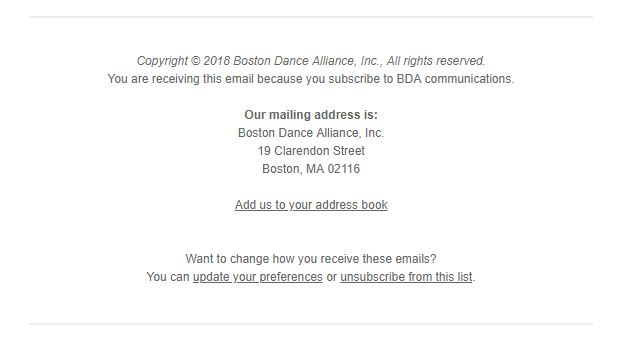 Copyright © 2018 Boston Dance Alliance, Inc., All rights reserved.
You are receiving this email because you subscribe to BDA communications.
Our mailing address is:
Boston Dance Alliance, Inc.
19 Clarendon Street
Boston, MA 02116
Add us to your address book
Want to change how you receive these emails?
You can update your preferences or unsubscribe from this list.